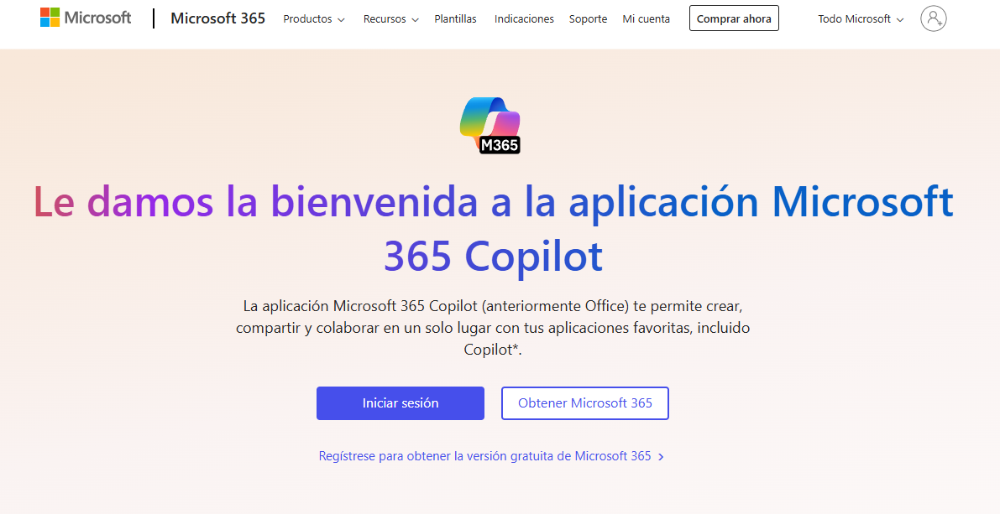 Microsoft Microsoft 365 Productos Recursos Plantillas Indicaciones Soporte Mi cuenta Comprar ahora Todo Microsoft
M365
Le damos la bienvenida a la aplicación Microsoft
365 Copilot
La aplicación Microsoft 365 Copilot (anteriormente Office) te permite crear,
compartir y colaborar en un solo lugar con tus aplicaciones favoritas, incluido
Copilot*.
Iniciar sesión Obtener Microsoft 365
Regístrese para obtener la versión gratuita de Microsoft 365